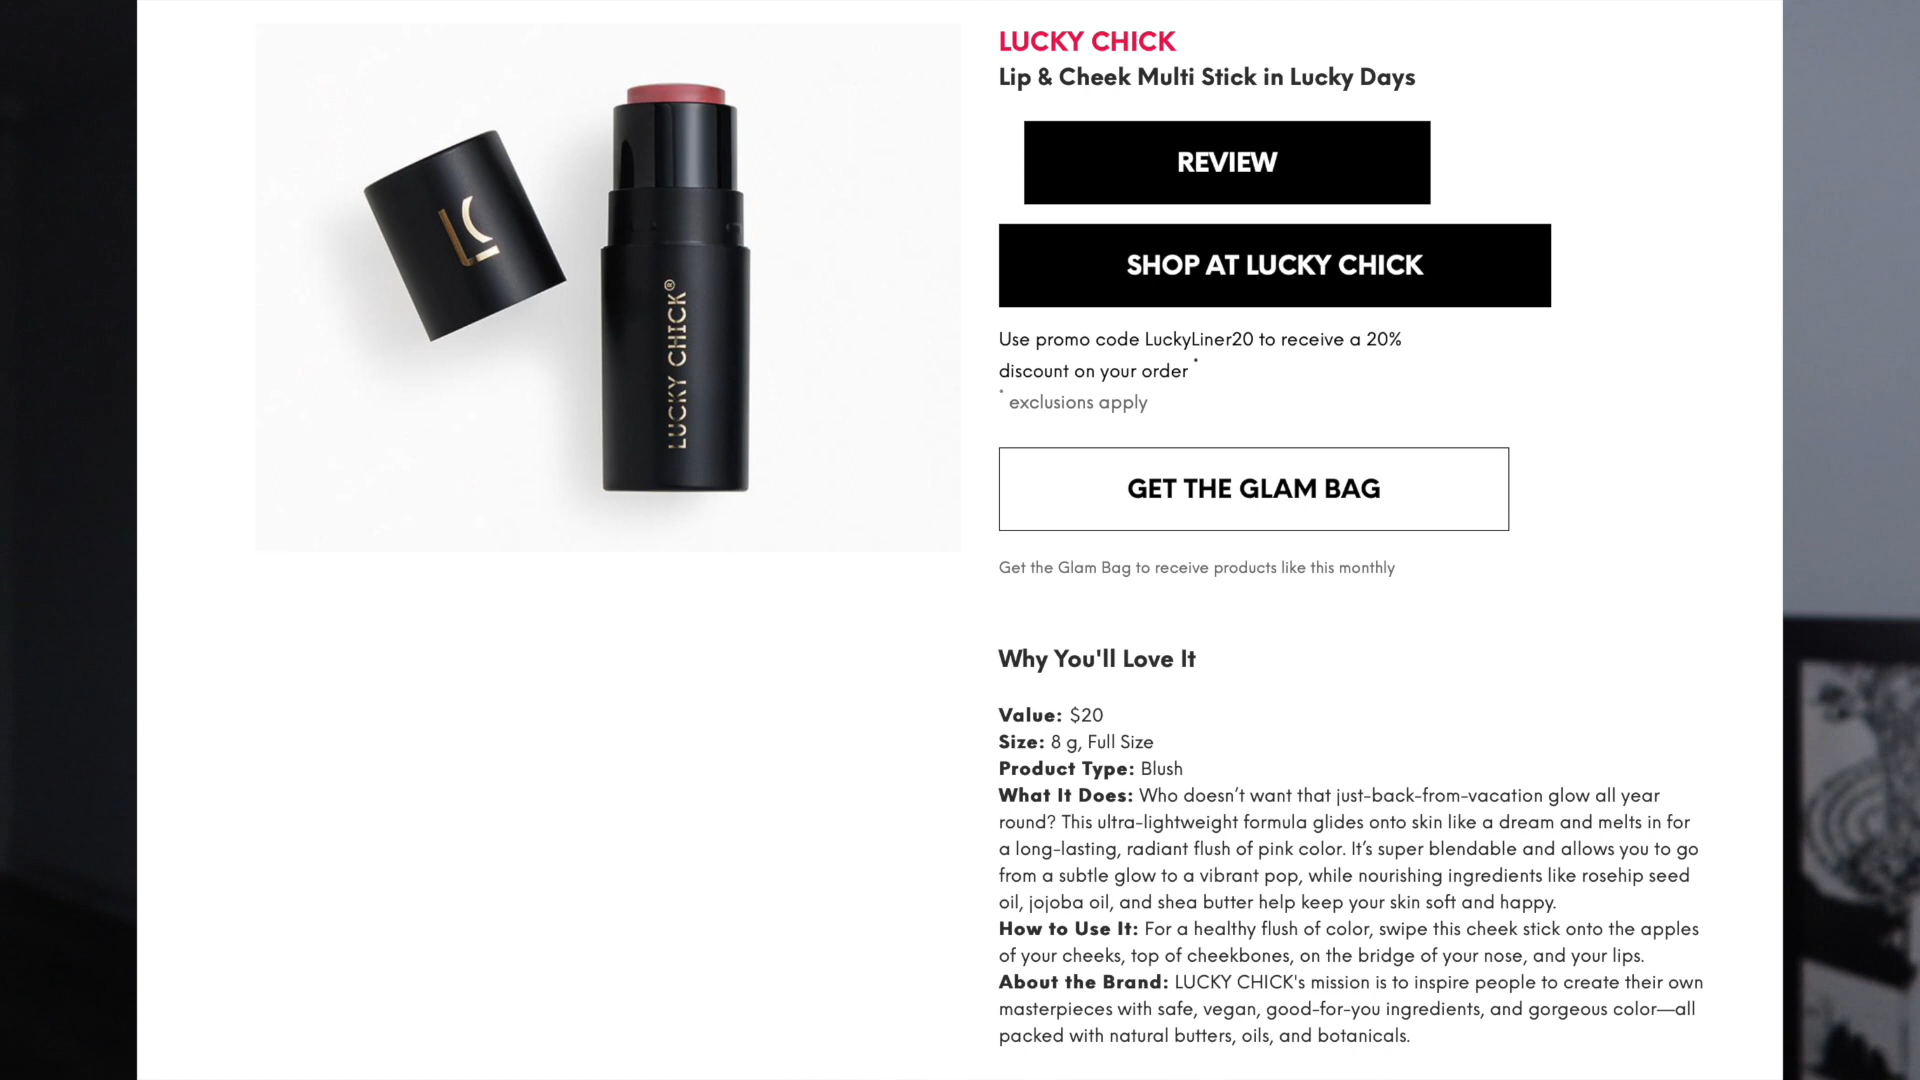 LC
LUCKY CHICK®
LUCKY CHICK
Lip & Cheek Multi Stick in Lucky Days
REVIEW
SHOP AT LUCKY CHICK
Use promo code LuckyLiner20 to receive a 20%
discount on your order *
* exclusions apply
GET THE GLAM BAG
Get the Glam Bag to receive products like this monthly
Why You'll Love It
Value: $20
Size: 8 g, Full Size
Product Type: Blush
What It Does: Who doesn’t want that just-back-from-vacation glow all year
round? This ultra-lightweight formula glides onto skin like a dream and melts in for
a long-lasting, radiant flush of pink color. It’s super blendable and allows you to go
from a subtle glow to a vibrant pop, while nourishing ingredients like rosehip seed
oil, jojoba oil, and shea butter help keep your skin soft and happy.
How to Use It: For a healthy flush of color, swipe this cheek stick onto the apples
of your cheeks, top of cheekbones, on the bridge of your nose, and your lips.
About the Brand: LUCKY CHICK's mission is to inspire people to create their own
masterpieces with safe, vegan, good-for-you ingredients, and gorgeous color—all
packed with natural butters, oils, and botanicals.